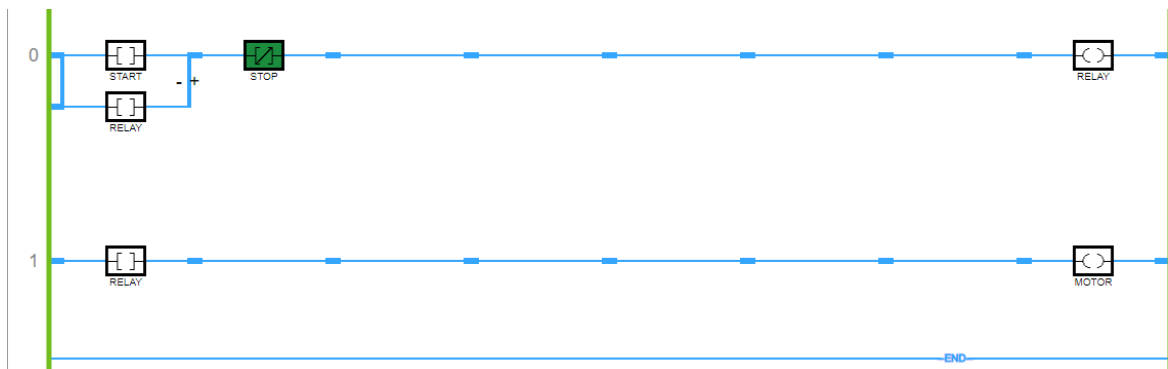 0
START
STOP
RELAY
- +
RELAY
1
RELAY
MOTOR
END